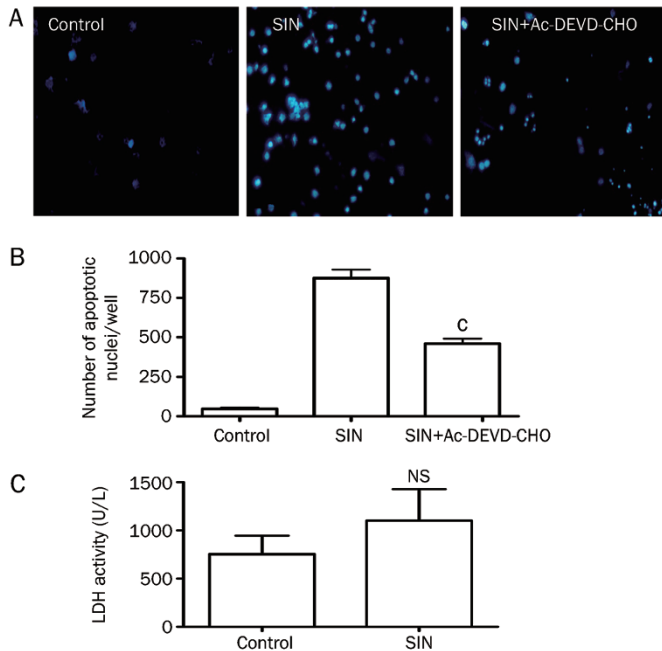 A
Control
SIN
SIN+Ac-DEVD-CHO
B
Number of apoptotic
nuclei/well
1000
750
500
250
0
C
Control
SIN
SIN+Ac-DEVD-CHO
C
LDH activity (U/L)
1500
1000
500
0
NS
Control
SIN